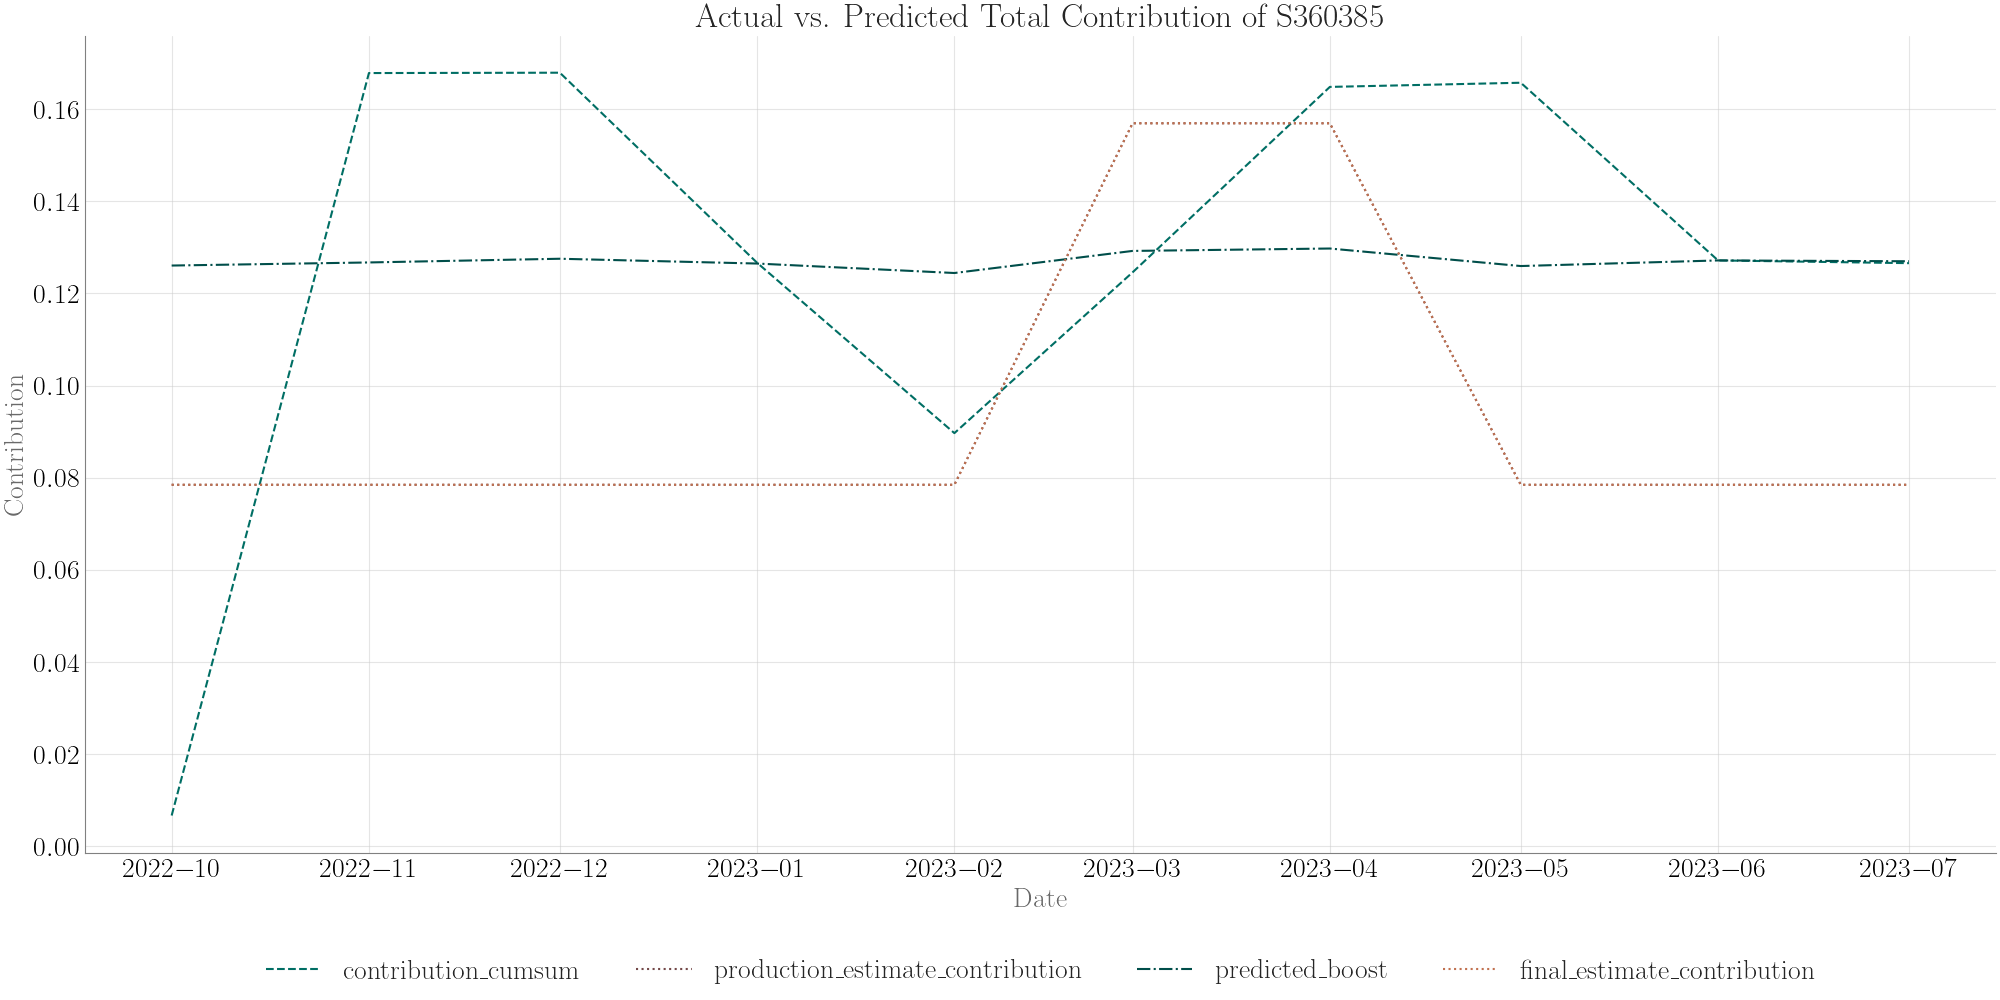 Actual vs. Predicted Total Contribution of S360385
Contribution
0.16
0.14
0.12
0.10
0.08
0.06
0.04
0.02
0.00
2022−10 2022−11 2022−12 2023−01 2023−02 2023−03 2023−04 2023−05 2023−06 2023−07
Date
contribution_cumsum production_estimate_contribution predicted_boost final_estimate_contribution